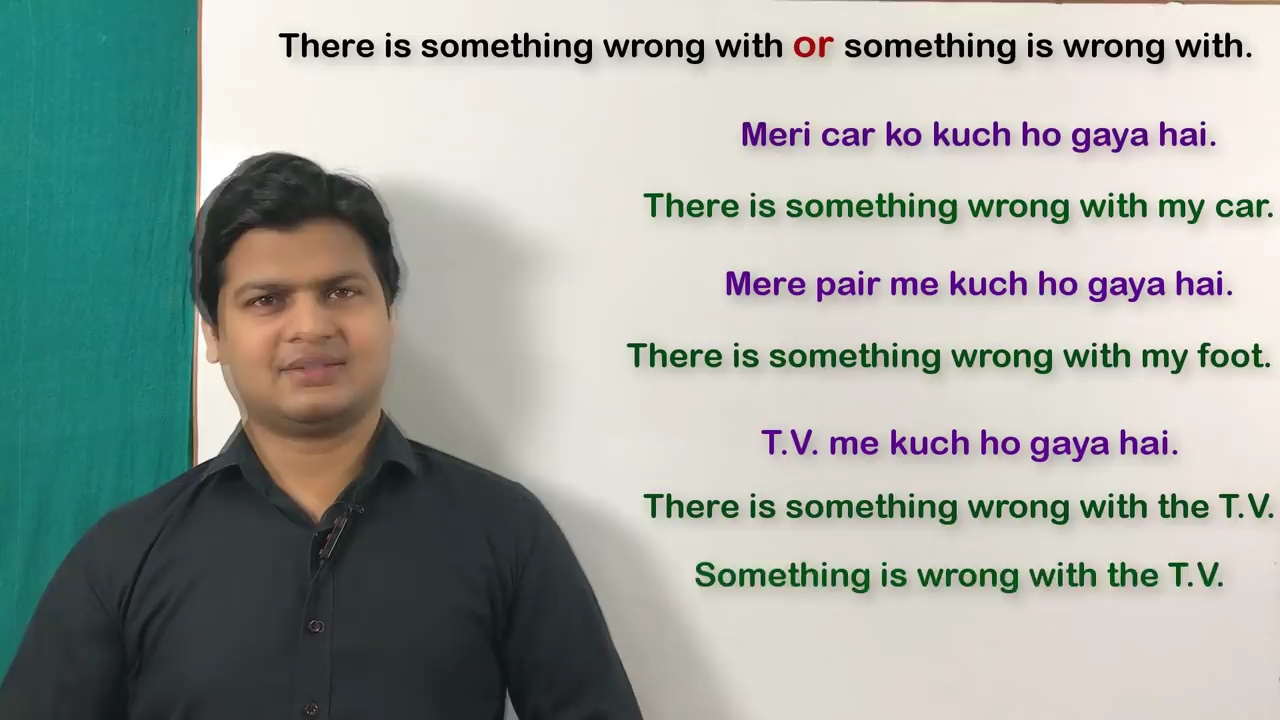 There is something wrong with or something is wrong with.
Meri car ko kuch ho gaya hai.
There is something wrong with my car.
Mere pair me kuch ho gaya hai.
There is something wrong with my foot.
T.V. me kuch ho gaya hai.
There is something wrong with the T.V.
Something is wrong with the T.V.